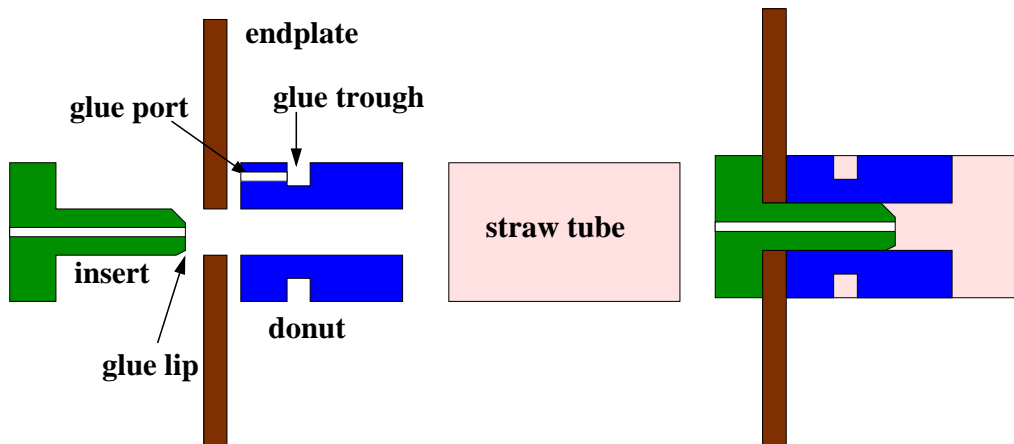 endplate
glue port
glue trough
straw tube
insert
donut
glue lip